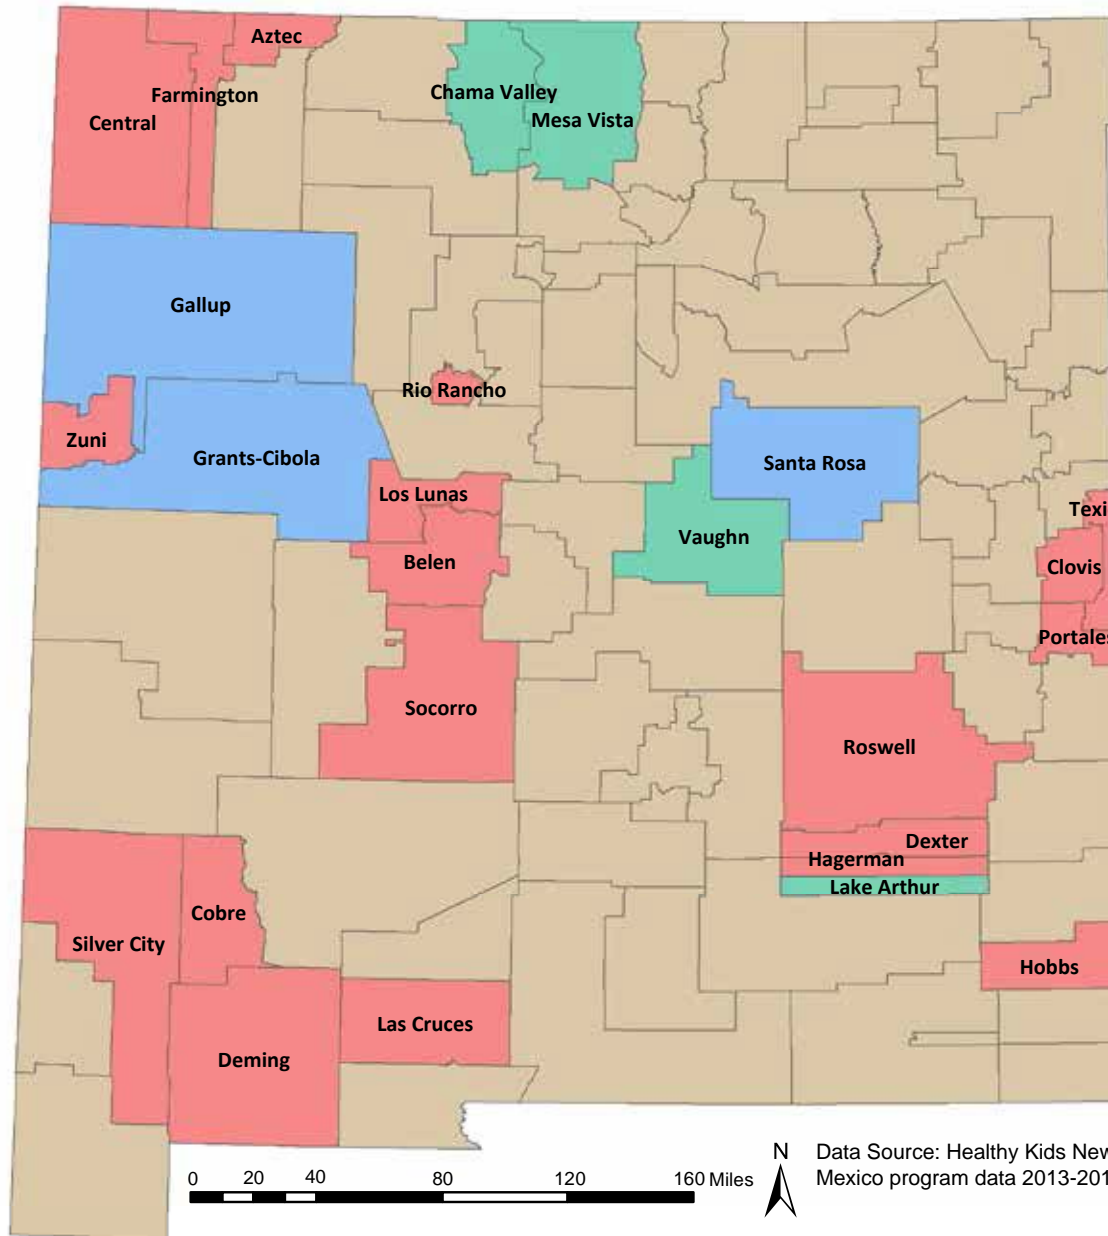 Aztec
Chama Valley
Farmington
Mesa Vista
Central
Gallup
Rio Rancho
Zuni
Grants-Cibola
Santa Rosa
Los Lunas
Vaughn
Belen
Clovis
Portales
Socorro
Roswell
Dexter
Hagerman
Lake Arthur
Cobre
Silver City
Hobbs
Las Cruces
Deming
N
Data Source: Healthy Kids New
Mexico program data 2013-201
0 20 40 80 120 160 Miles